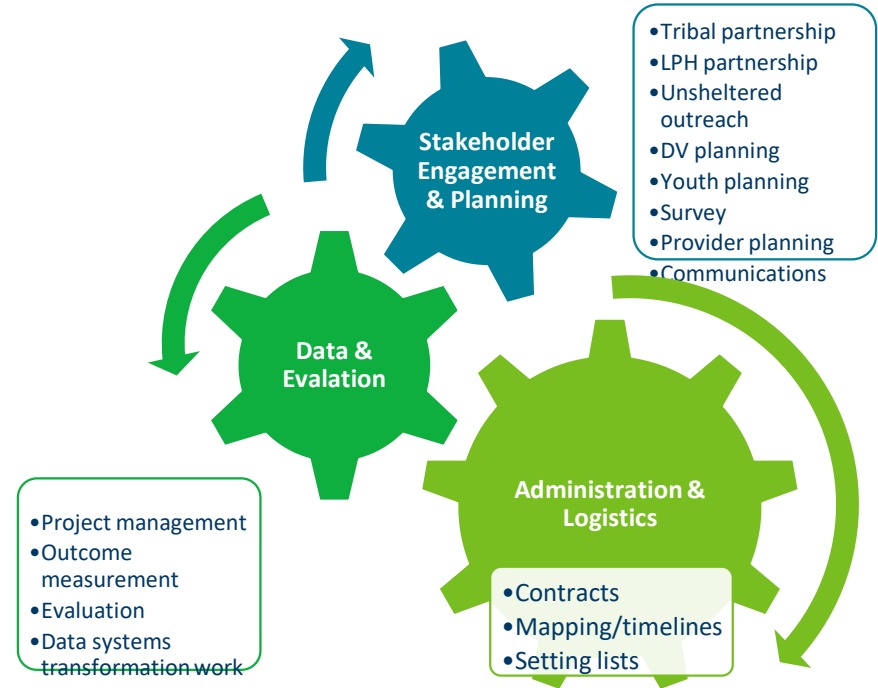 •Tribal partnership
•LPH partnership
•Unsheltered
outreach
•DV planning
•Youth planning
•Survey
•Provider planning
•Communications
Stakeholder
Engagement
& Planning
Data &
Evalation
Administration &
Logistics
•Project management
•Outcome
measurement
•Evaluation
•Data systems
transformation work
•Contracts
•Mapping/timelines
•Setting lists